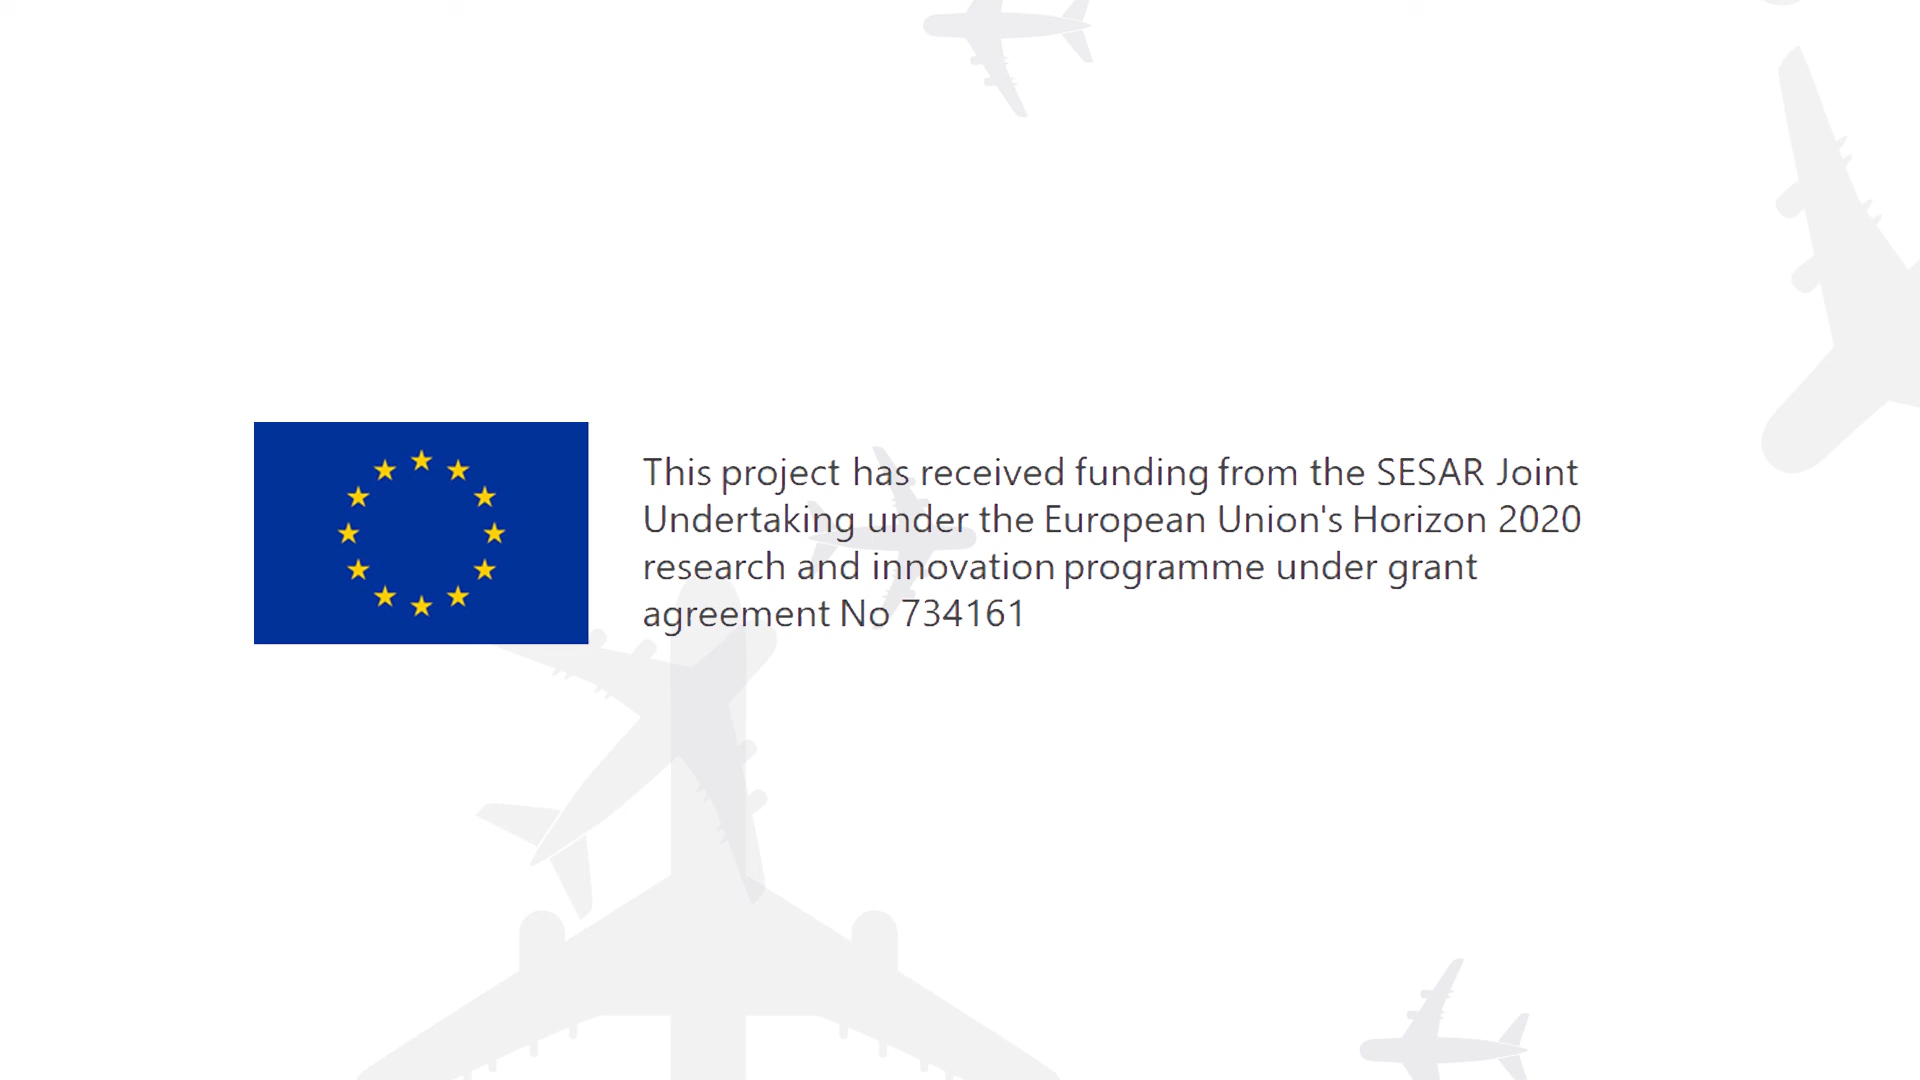 This project has received funding from the SESAR Joint
Undertaking under the European Union's Horizon 2020
research and innovation programme under grant
agreement No 734161